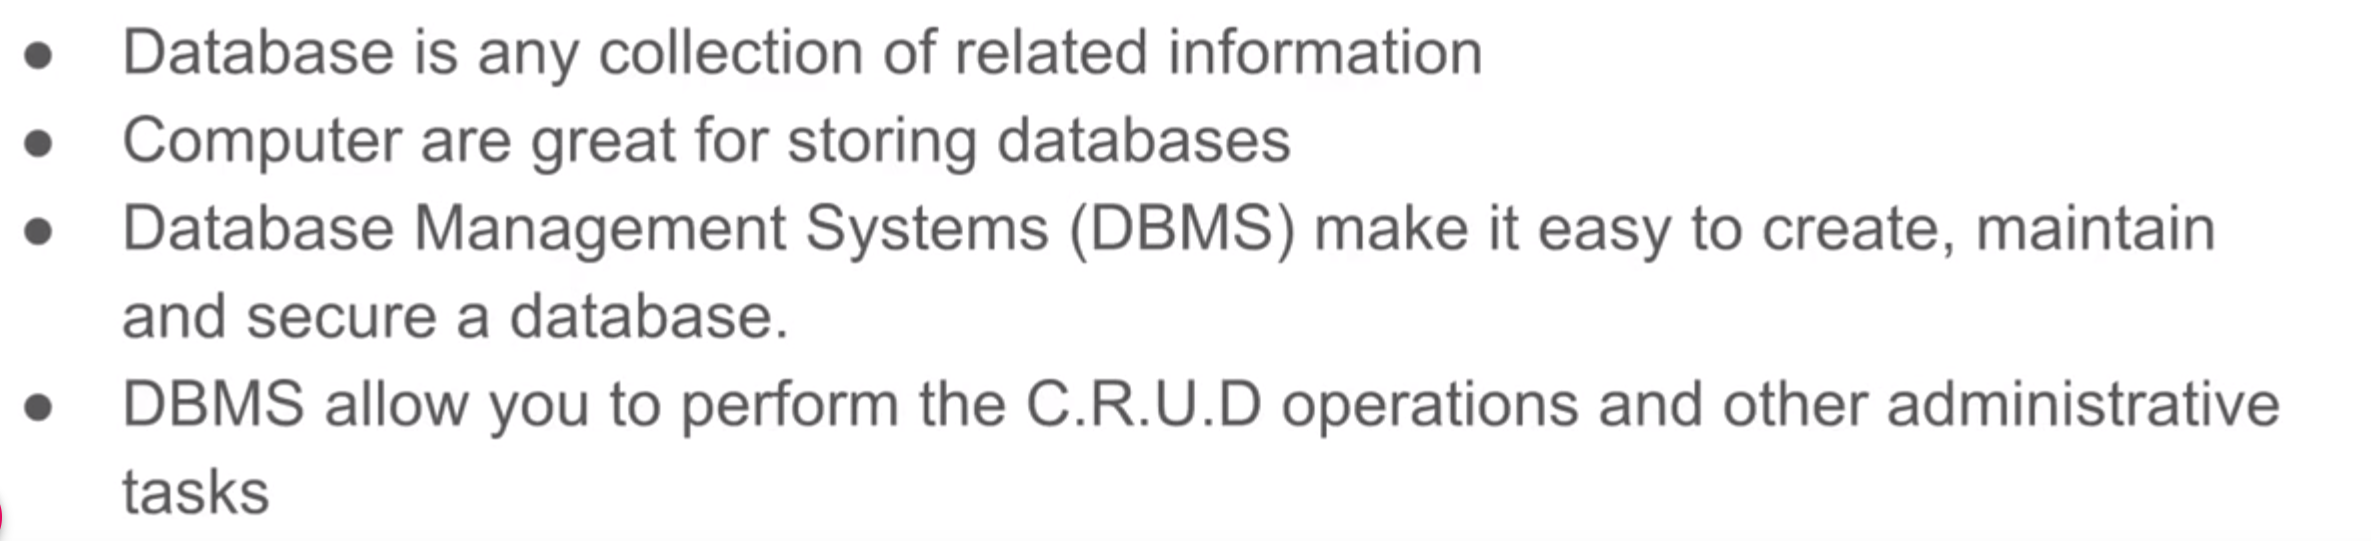 ● Database is any collection of related information
● Computer are great for storing databases
● Database Management Systems (DBMS) make it easy to create, maintain
and secure a database.
● DBMS allow you to perform the C.R.U.D operations and other administrative
tasks